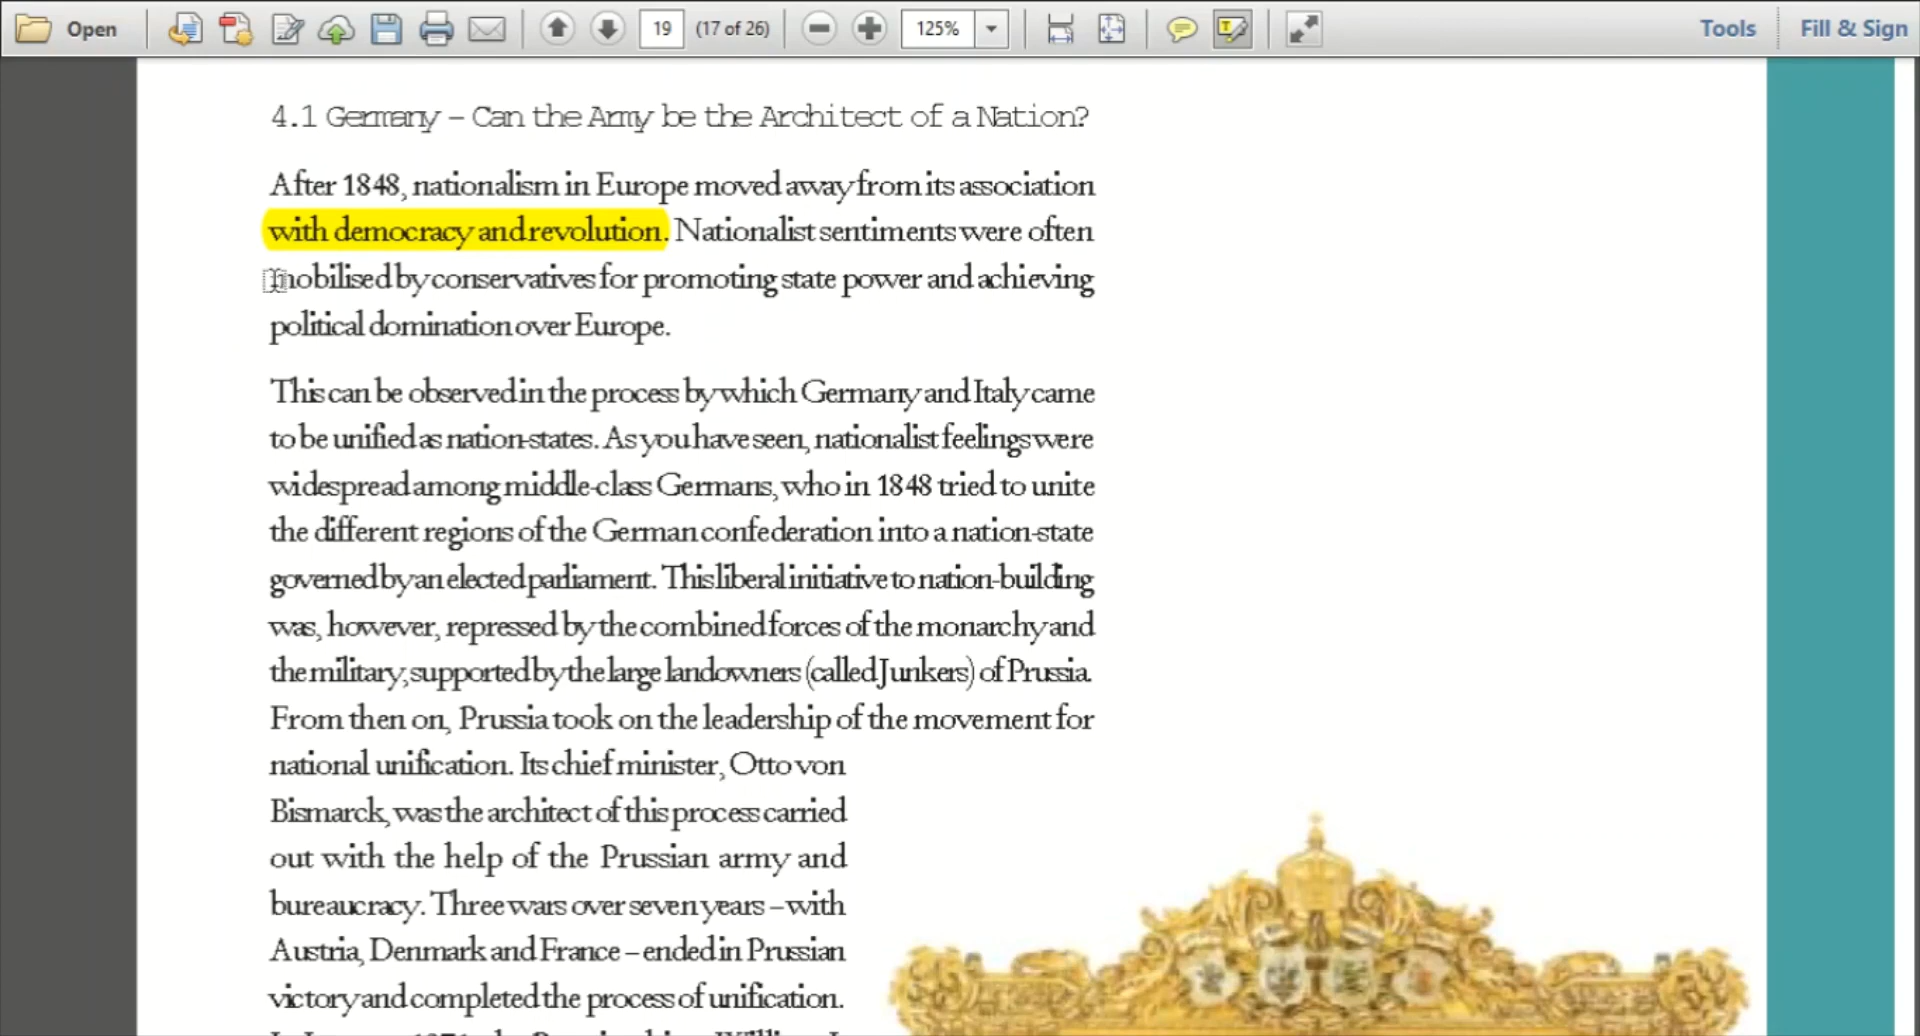 Open
19
(17 of 26)
125%
Tools
Fill & Sign
4.1 Germany – Can the Army be the Architect of a Nation?
After 1848, nationalism in Europe moved away from its association
with democracy and revolution. Nationalist sentiments were often
mobilised by conservatives for promoting state power and achieving
political domination over Europe.
This can be observed in the process by which Germany and Italy came
to be unified as nation-states. As you have seen, nationalist feelings were
widespread among middle-class Germans, who in 1848 tried to unite
the different regions of the German confederation into a nation-state
governed by an elected parliament. This liberal initiative to nation-building
was, however, repressed by the combined forces of the monarchy and
the military, supported by the large landowners (called Junkers) of Prussia.
From then on, Prussia took on the leadership of the movement for
national unification. Its chief minister, Otto von
Bismarck, was the architect of this process carried
out with the help of the Prussian army and
bureaucracy. Three wars over seven years – with
Austria, Denmark and France – ended in Prussian
victory and completed the process of unification.